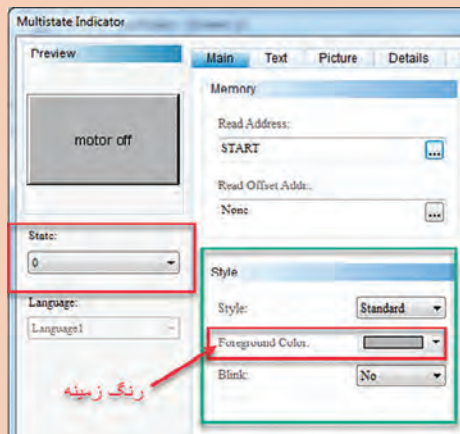 Multistate Indicator
Preview
motor off
State:
0
Language:
Language1
Main Text Picture Details
Memory
Read Address:
START
...
Read Offset Addr.:
None
...
Style
Style:
Standard
Foreground Color:
Blink:
No
رنگ زمینه